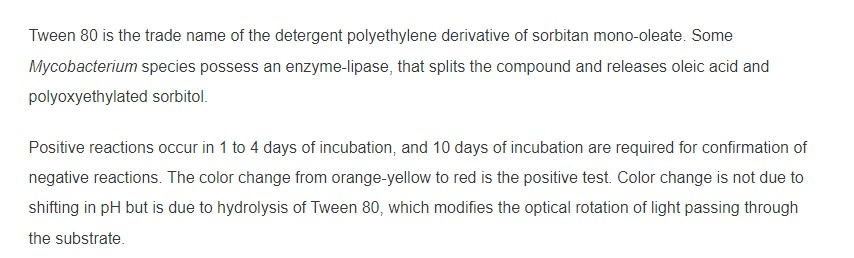 Tween 80 is the trade name of the detergent polyethylene derivative of sorbitan mono-oleate. Some
Mycobacterium species possess an enzyme-lipase, that splits the compound and releases oleic acid and
polyoxyethylated sorbitol.
Positive reactions occur in 1 to 4 days of incubation, and 10 days of incubation are required for confirmation of
negative reactions. The color change from orange-yellow to red is the positive test. Color change is not due to
shifting in pH but is due to hydrolysis of Tween 80, which modifies the optical rotation of light passing through
the substrate.